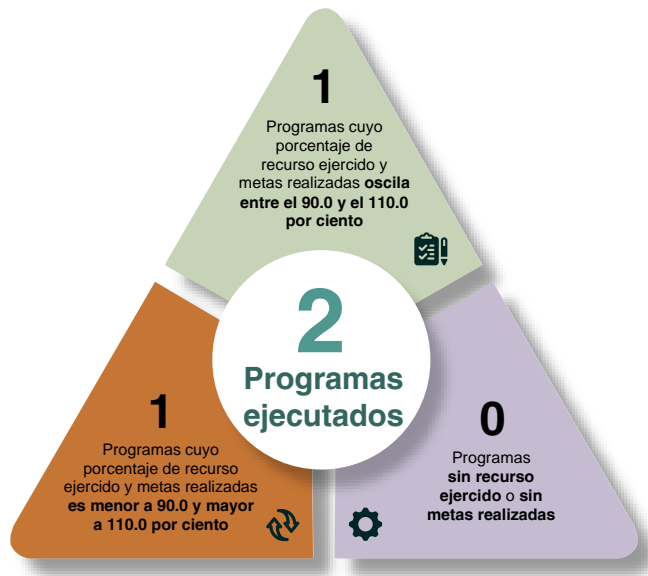 1
Programas cuyo
porcentaje de
recurso ejercido y
metas realizadas oscila
entre el 90.0 y el 110.0
por ciento
2
Programas
ejecutados
1
Programas cuyo
porcentaje de recurso
ejercido y metas realizadas
es menor a 90.0 y mayor
a 110.0 por ciento
0
Programas
sin recurso
ejercido o sin
metas realizadas